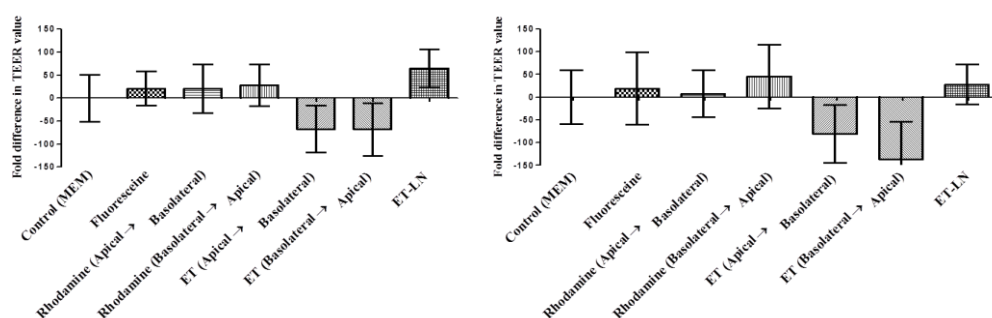 Fold difference in TEER value
150
100
50
0
-50
-100
-150
Control (MEM)
Fluoresceine
Rhodamine (Apical → Basolateral)
Rhodamine (Basolateral → Apical)
ET (Apical → Basolateral)
ET (Basolateral → Apical)
ET-LN
Fold difference in TEER value
150
100
50
0
-50
-100
-150
Control (MEM)
Fluoresceine
Rhodamine (Apical → Basolateral)
Rhodamine (Basolateral → Apical)
ET (Apical → Basolateral)
ET (Basolateral → Apical)
ET-LN